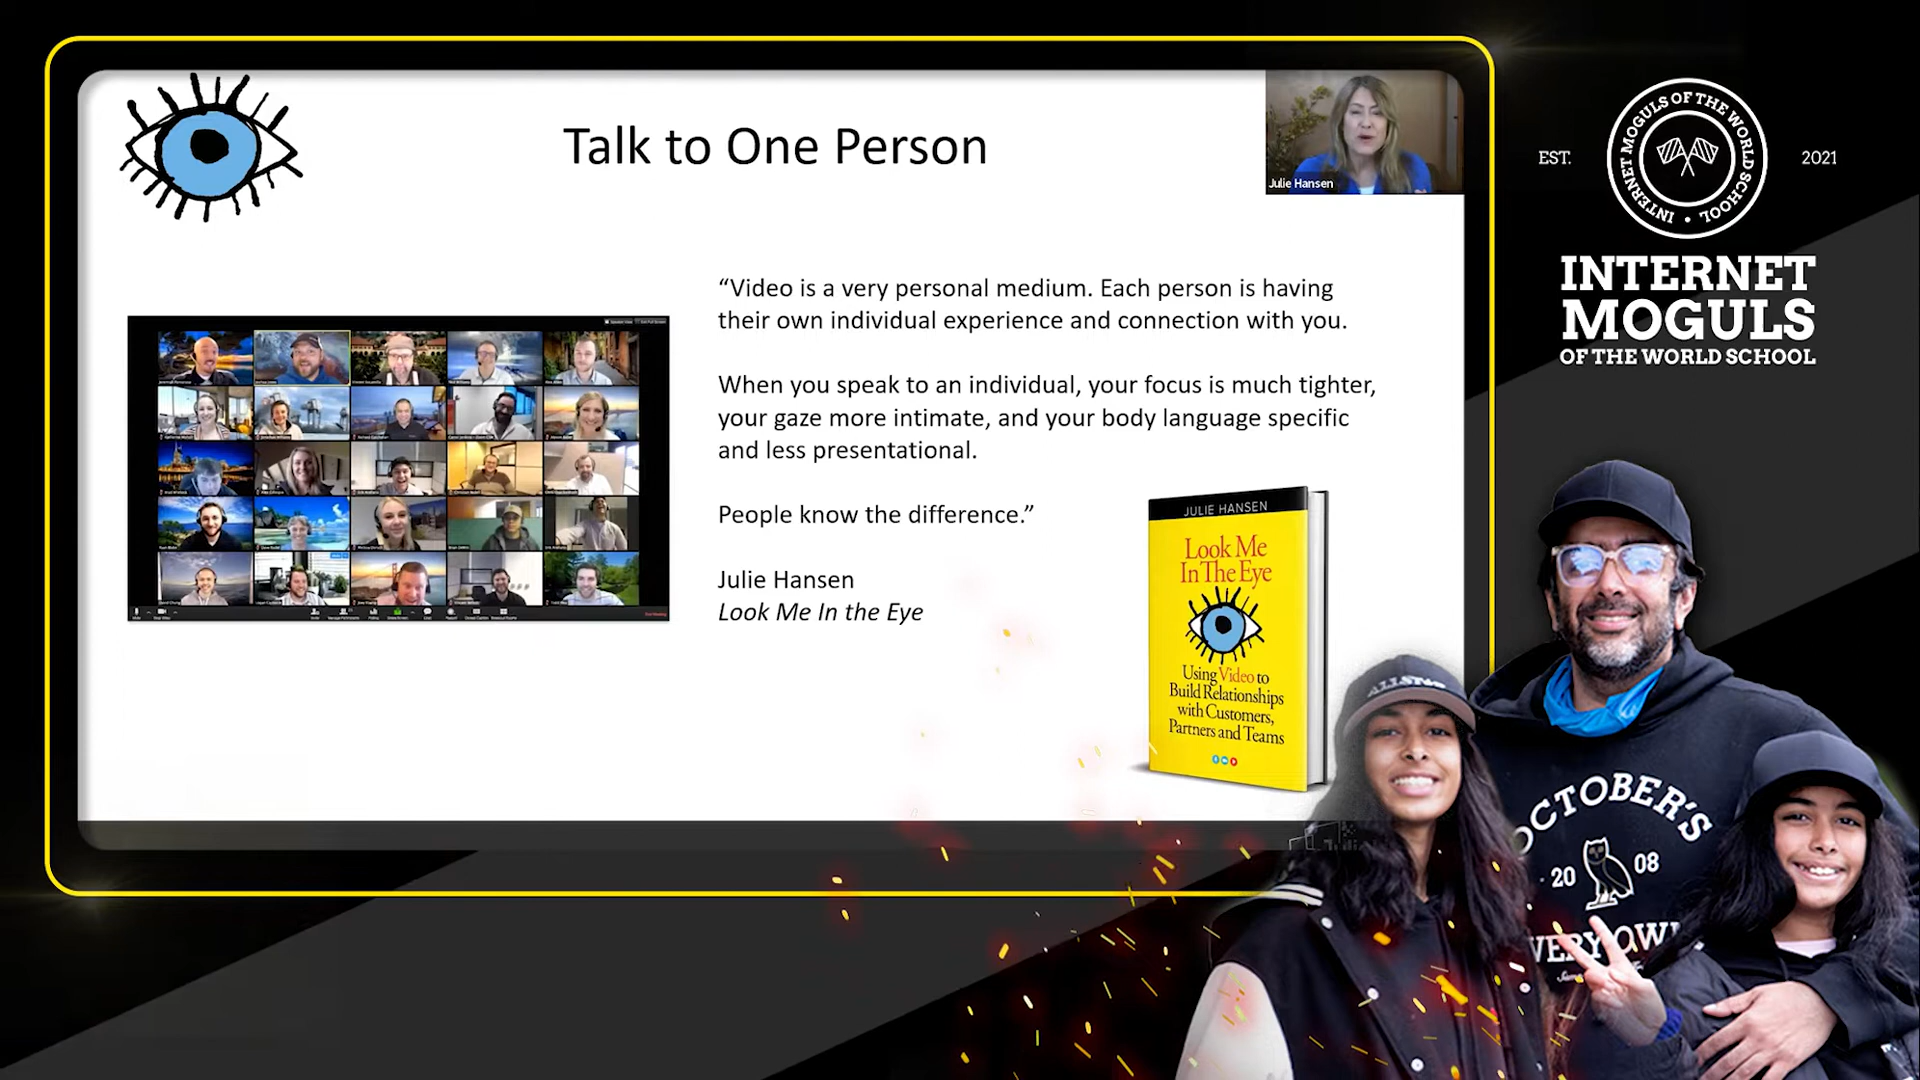 Talk to One Person
Julie Hansen
“Video is a very personal medium. Each person is having
their own individual experience and connection with you.
When you speak to an individual, your focus is much tighter,
your gaze more intimate, and your body language specific
and less presentational.
People know the difference.”
Julie Hansen
Look Me In the Eye
JULIE HANSEN
Look Me
In The Eye
Using Video to
Build Relationships
with Customers,
Partners and Teams
EST.
INTERNET MOGULS OF THE WORLD SCHOOL
2021
INTERNET
MOGULS
OF THE WORLD SCHOOL
OCTOBER'S
20 08
VERY OW